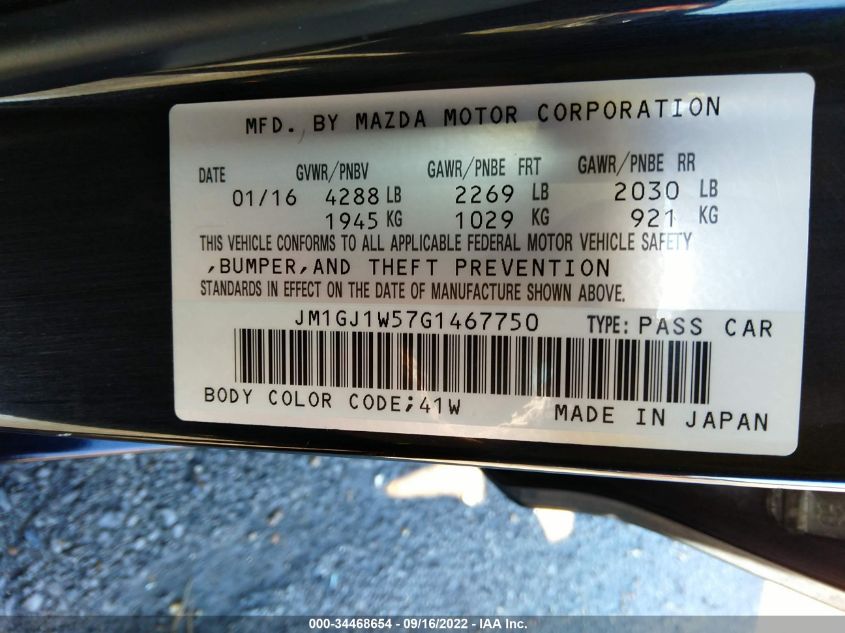 MFD. BY MAZDA MOTOR CORPORATION
DATE GVWR/PNBV GAWR/PNBE FRT GAWR/PNBE RR
01/16 4288 LB 2269 LB 2030 LB
1945 KG 1029 KG 921 KG
THIS VEHICLE CONFORMS TO ALL APPLICABLE FEDERAL MOTOR VEHICLE SAFETY
,BUMPER,AND THEFT PREVENTION
STANDARDS IN EFFECT ON THE DATE OF MANUFACTURE SHOWN ABOVE.
JM1GJ1W57G1467750 TYPE: PASS CAR
BODY COLOR CODE;41W MADE IN JAPAN
000-34468654 - 09/16/2022 - IAA Inc.